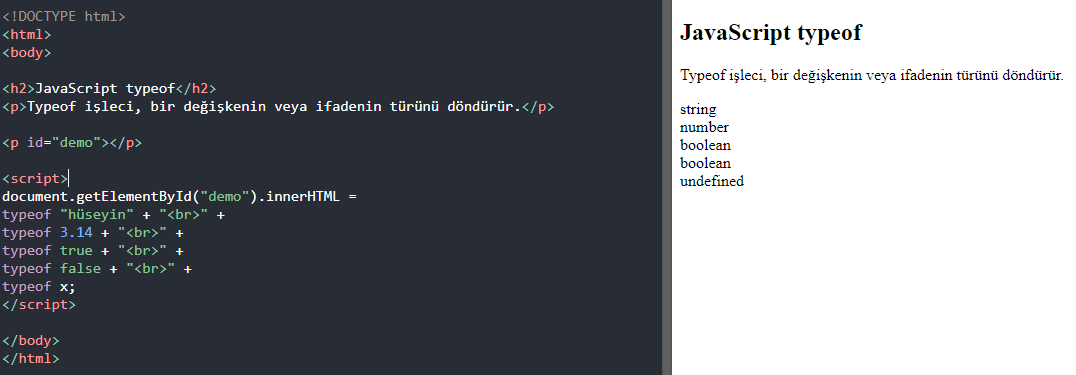 <!DOCTYPE html>
<html>
<body>
<h2>JavaScript typeof</h2>
<p>Typeof işleci, bir değişkenin veya ifadenin türünü döndürür.</p>
<p id="demo"></p>
<script>
document.getElementById("demo").innerHTML =
typeof "hüseyin" + "<br>" +
typeof 3.14 + "<br>" +
typeof true + "<br>" +
typeof false + "<br>" +
typeof x;
</script>
</body>
</html>
JavaScript typeof
Typeof işleci, bir değişkenin veya ifadenin türünü döndürür.
string
number
boolean
boolean
undefined